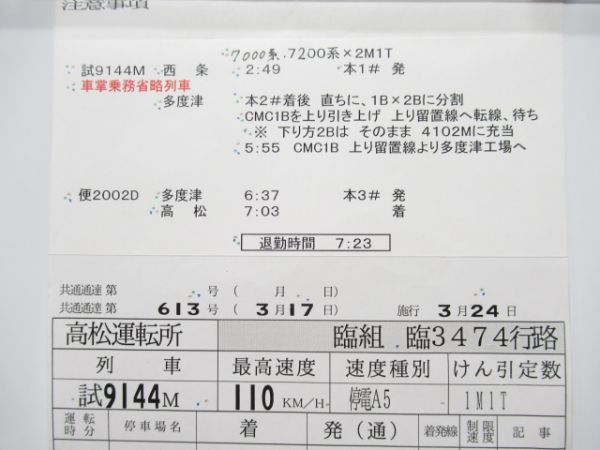 注意事項
7000系.7200系×2M1T
試9144M 西条 2:49 本1# 発
車掌乗務省略列車
多度津 本2#着後 直ちに、1B×2Bに分割
CMC1Bを上り引き上げ 上り留置線へ転線、待ち
※ 下り方2Bは そのまま 4102Mに充当
5:55 CMC1B 上り留置線より多度津工場へ
便2002D 多度津 6:37 本3# 発
高松 7:03 着
退勤時間 7:23
共通通達 第 号 ( 月 日)
共通通達 第 613 号 ( 3月17日) 施行 3月24日
高松運転所 臨組 . 臨3474行路
列車 最高速度 速度種別 けん引定数
試9144M 110 KM/H 停電A5 1M1T
運転時分 停車場名 着 発(通) 着発線 制限速度 記事